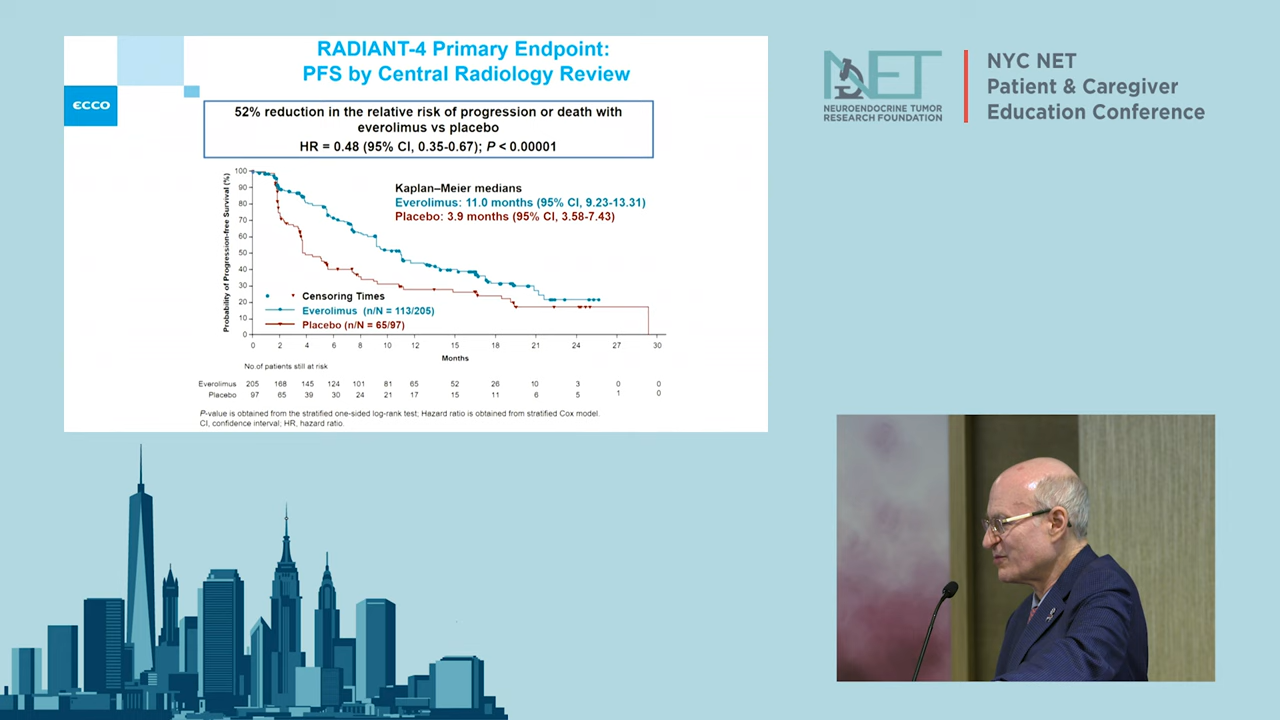 RADIANT-4 Primary Endpoint:
PFS by Central Radiology Review
ecco
52% reduction in the relative risk of progression or death with
everolimus vs placebo
HR = 0.48 (95% CI, 0.35-0.67); P < 0.00001
Probability of Progression-free Survival (%)
100
90
80
70
60
50
40
30
20
10
0
Kaplan–Meier medians
Everolimus: 11.0 months (95% CI, 9.23-13.31)
Placebo: 3.9 months (95% CI, 3.58-7.43)
Censoring Times
Everolimus (n/N = 113/205)
Placebo (n/N = 65/97)
0 2 4 6 8 10 12 15 18 21 24 27 30
Months
No.of patients still at risk
Everolimus 205 168 145 124 101 81 65 52 26 10 3 0 0
Placebo 97 65 39 30 24 21 17 15 11 6 5 1 0
P-value is obtained from the stratified one-sided log-rank test; Hazard ratio is obtained from stratified Cox model.
CI, confidence interval; HR, hazard ratio.
NET
NEUROENDOCRINE TUMOR
RESEARCH FOUNDATION
NYC NET
Patient & Caregiver
Education Conference